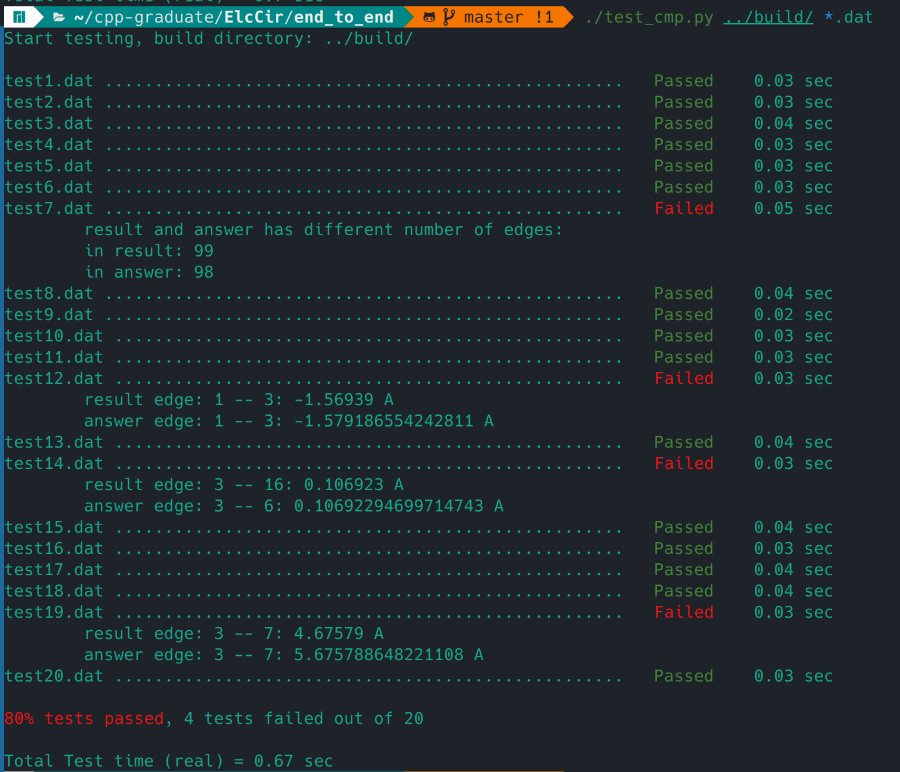 ~/cpp-graduate/ElcCir/end_to_end master !1 ./test_cmp.py ../build/ *.dat
Start testing, build directory: ../build/
test1.dat .................................................... Passed 0.03 sec
test2.dat .................................................... Passed 0.03 sec
test3.dat .................................................... Passed 0.04 sec
test4.dat .................................................... Passed 0.03 sec
test5.dat .................................................... Passed 0.03 sec
test6.dat .................................................... Passed 0.03 sec
test7.dat .................................................... Failed 0.05 sec
result and answer has different number of edges:
in result: 99
in answer: 98
test8.dat .................................................... Passed 0.04 sec
test9.dat .................................................... Passed 0.02 sec
test10.dat ................................................... Passed 0.03 sec
test11.dat ................................................... Passed 0.03 sec
test12.dat ................................................... Failed 0.03 sec
result edge: 1 -- 3: -1.56939 A
answer edge: 1 -- 3: -1.579186554242811 A
test13.dat ................................................... Passed 0.04 sec
test14.dat ................................................... Failed 0.03 sec
result edge: 3 -- 16: 0.106923 A
answer edge: 3 -- 6: 0.10692294699714743 A
test15.dat ................................................... Passed 0.04 sec
test16.dat ................................................... Passed 0.03 sec
test17.dat ................................................... Passed 0.04 sec
test18.dat ................................................... Passed 0.04 sec
test19.dat ................................................... Failed 0.03 sec
result edge: 3 -- 7: 4.67579 A
answer edge: 3 -- 7: 5.675788648221108 A
test20.dat ................................................... Passed 0.03 sec
80% tests passed, 4 tests failed out of 20
Total Test time (real) = 0.67 sec